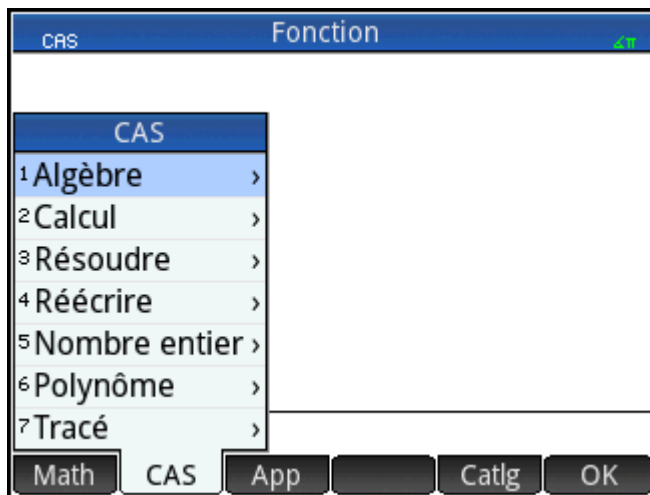 CAS Fonction ∡π
CAS
1 Algèbre ›
2 Calcul ›
3 Résoudre ›
4 Réécrire ›
5 Nombre entier ›
6 Polynôme ›
7 Tracé ›
Math CAS App Catlg OK